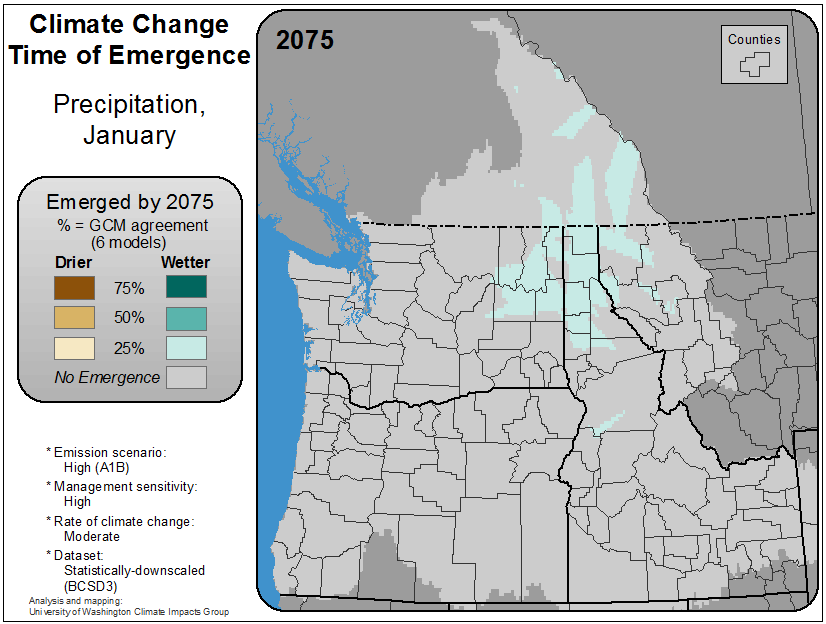 Climate Change
Time of Emergence
Precipitation,
January
Emerged by 2075
% = GCM agreement
(6 models)
Drier Wetter
75%
50%
25%
No Emergence
* Emission scenario:
High (A1B)
* Management sensitivity:
High
* Rate of climate change:
Moderate
* Dataset:
Statistically-downscaled
(BCSD3)
Analysis and mapping:
University of Washington Climate Impacts Group
2075
Counties